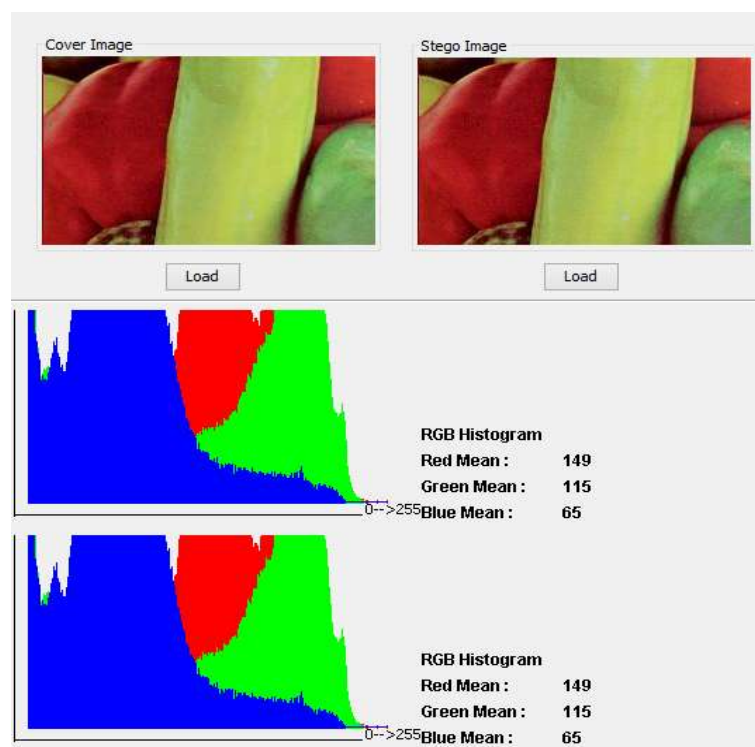 Cover Image
Stego Image
Load
Load
RGB Histogram
Red Mean : 149
Green Mean : 115
0-->255
Blue Mean : 65
RGB Histogram
Red Mean : 149
Green Mean : 115
0-->255
Blue Mean : 65